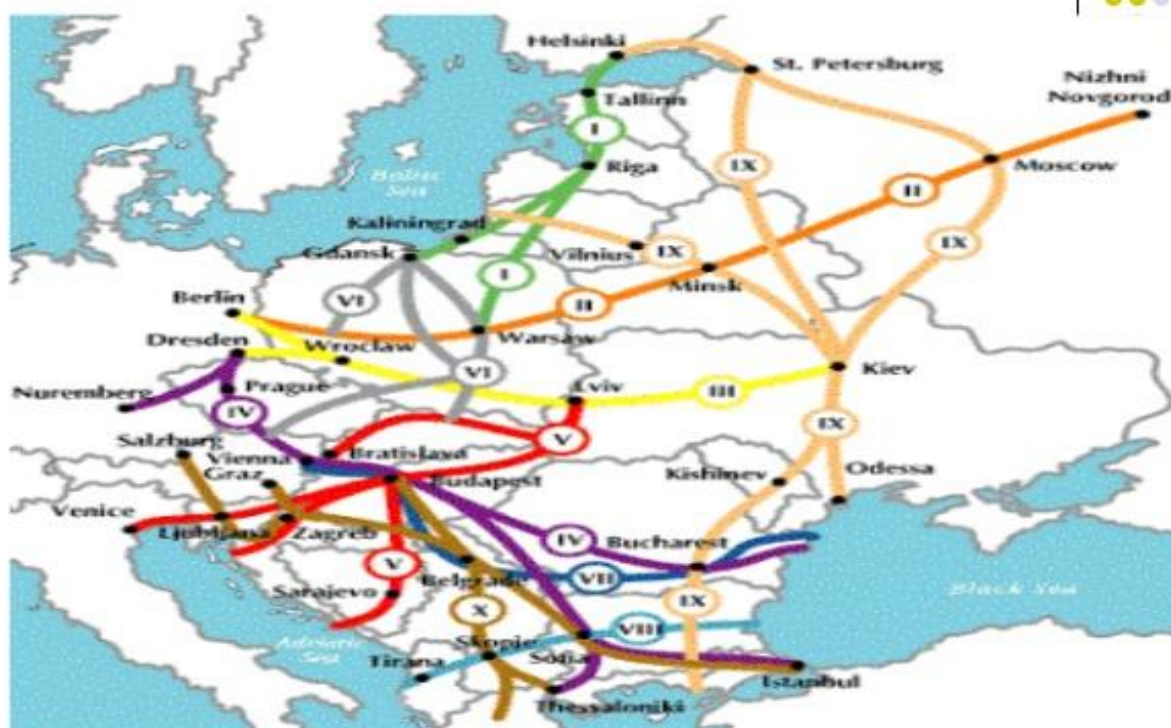 Helsinki
St. Petersburg
Nizhni
Novgorod
Tallinn
I
Riga
IX
Moscow
II
Baltic
Sea
Kaliningrad
Gdansk
I
Vilnius
IX
IX
Minsk
Berlin
VI
II
Warsaw
Dresden
Wroclaw
VI
Lviv
III
Kiev
Nuremberg
Prague
IV
V
IX
Salzburg
Vienna
Bratislava
Graz
Budapest
Kishinev
Odessa
Venice
Ljubljana
Zagreb
IV
Bucharest
V
Belgrade
VII
Sarajevo
X
IX
Black Sea
Adriatic
Sea
Skopje
VIII
Tirana
Sofia
Istanbul
Thessaloniki